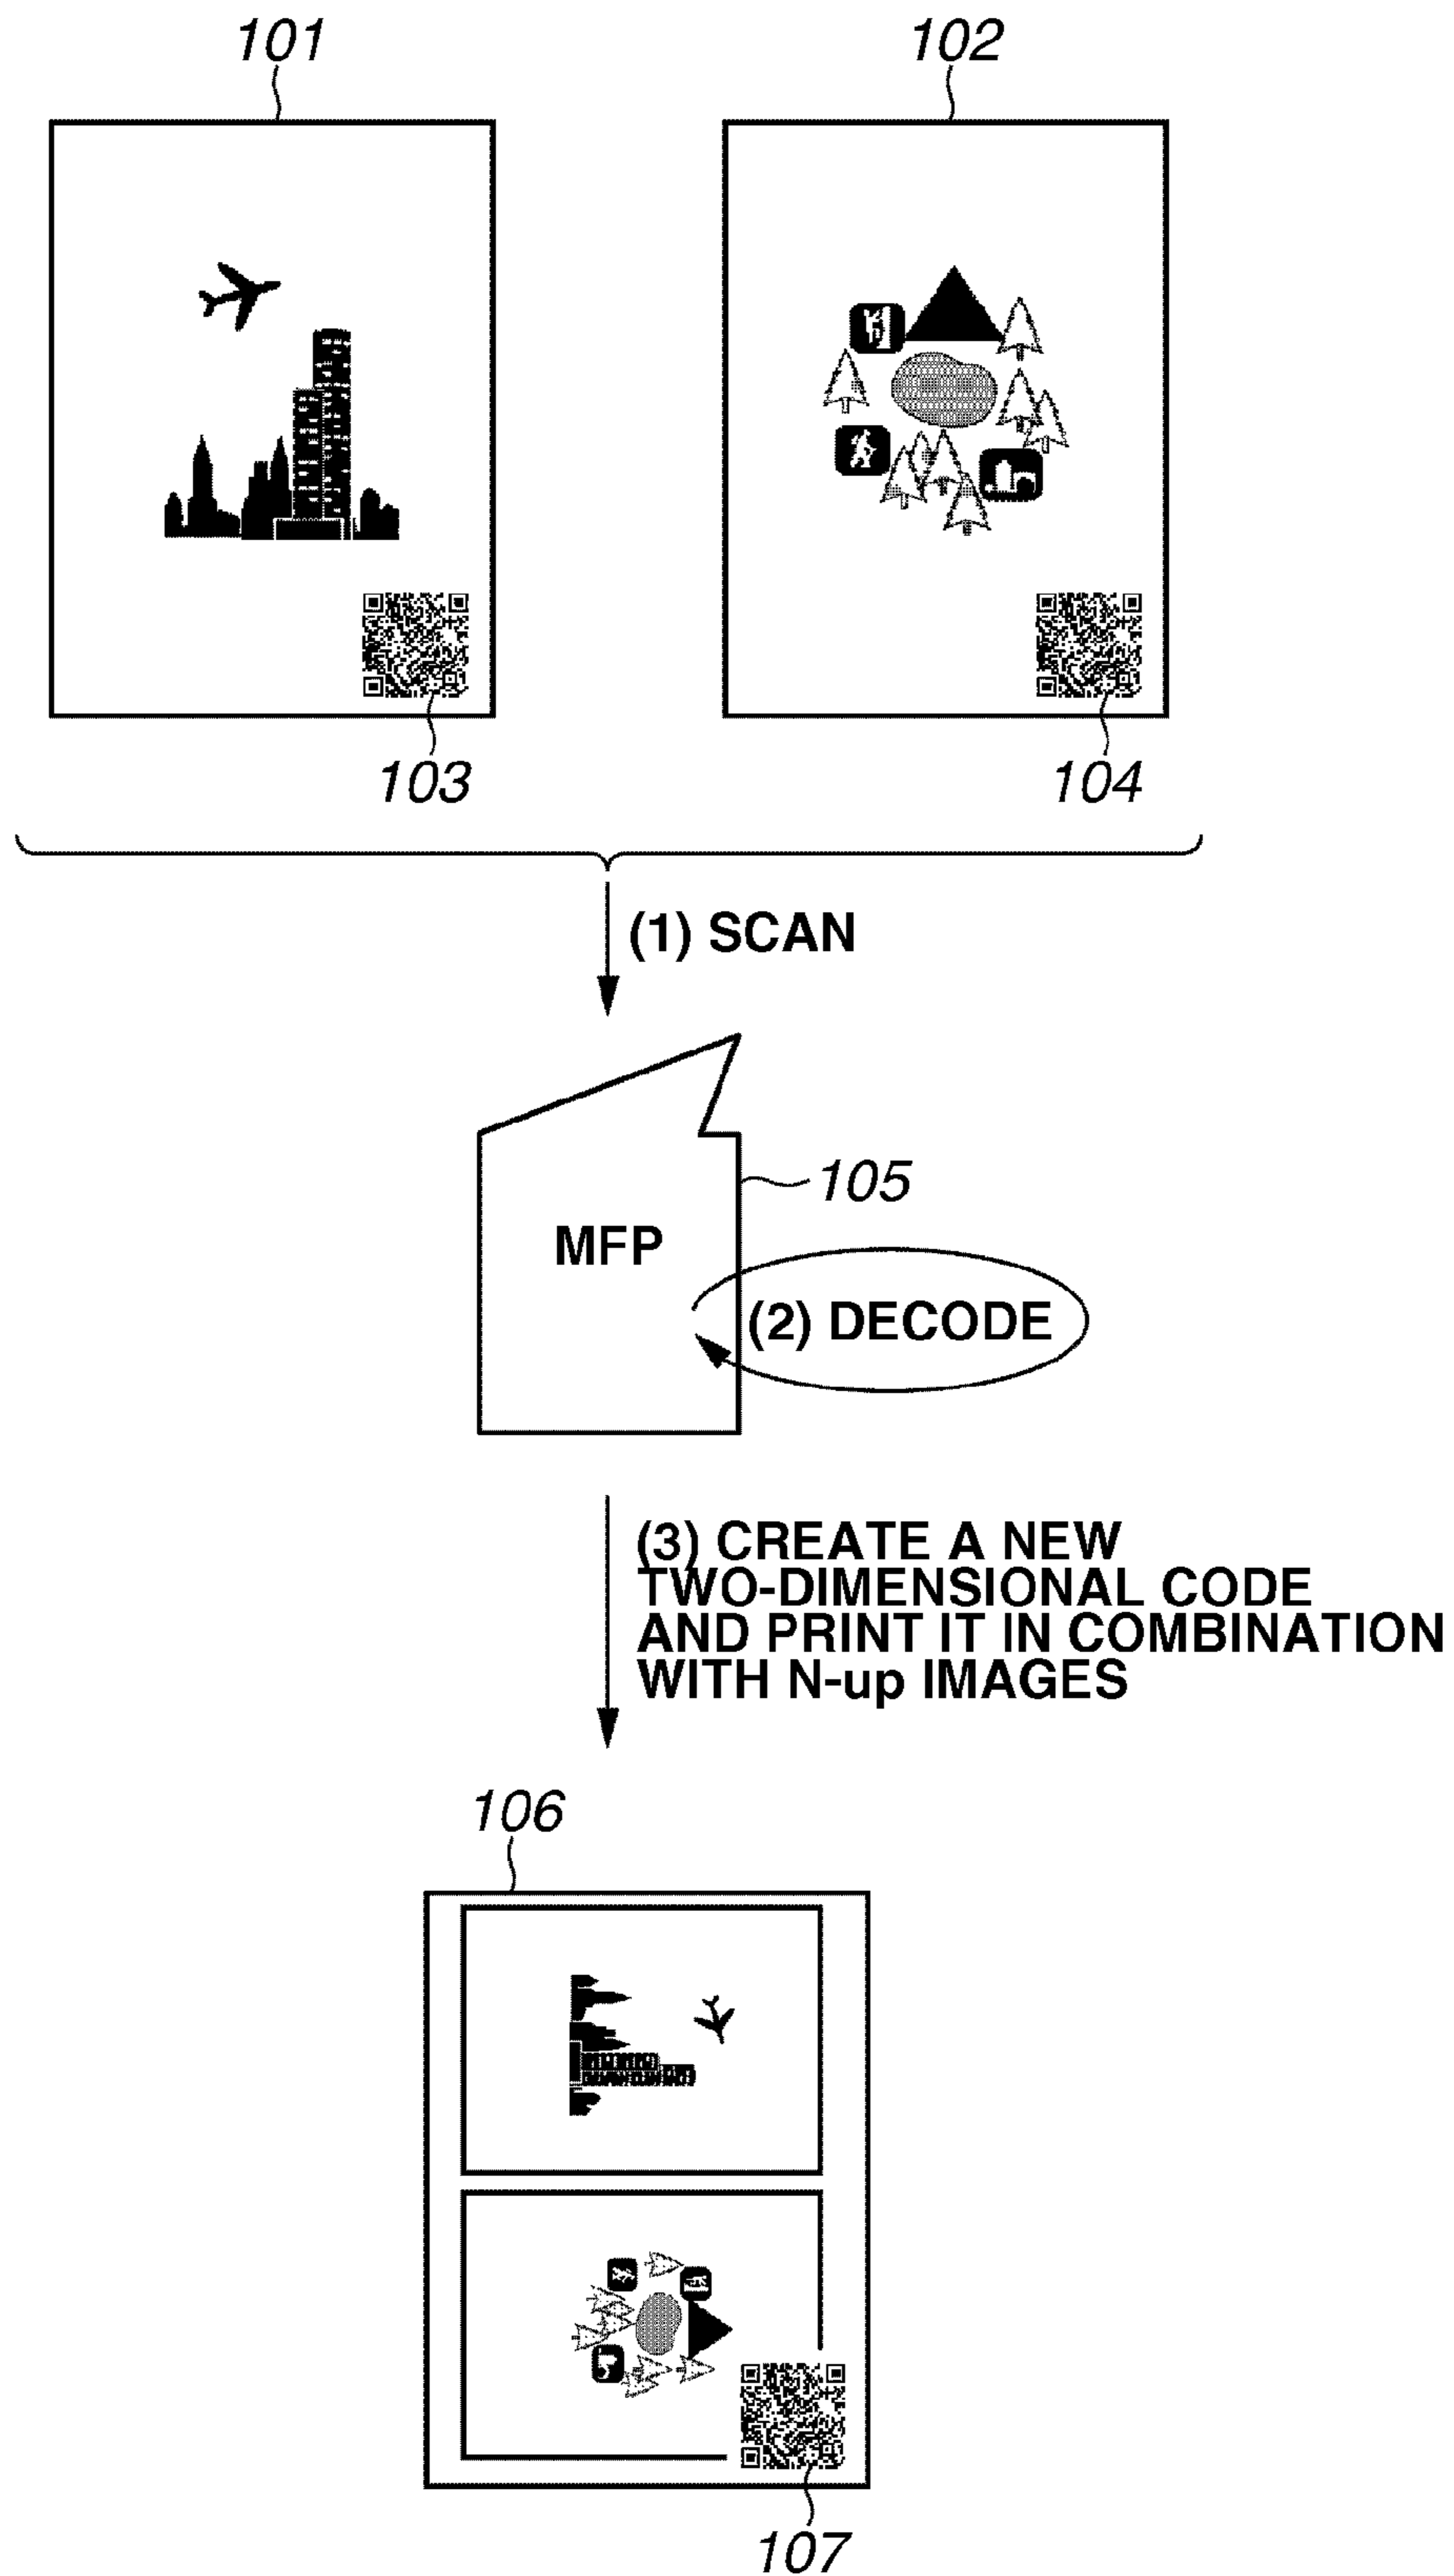 101
102
103
104
(1) SCAN
105
MFP
(2) DECODE
(3) CREATE A NEW
TWO-DIMENSIONAL CODE
AND PRINT IT IN COMBINATION
WITH N-up IMAGES
106
107